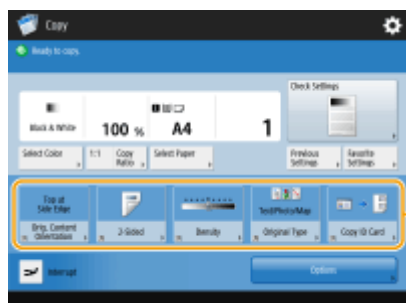 Copy
Ready to copy.
Check Settings
Black & White
100 %
A4
1
Select Color
1:1
Copy Ratio
Select Paper
Previous Settings
Favorite Settings
Top at
Side Edge
Text/Photo/Map
Orig. Content
Orientation
2-Sided
Density
Original Type
Copy ID Card
Interrupt
Options